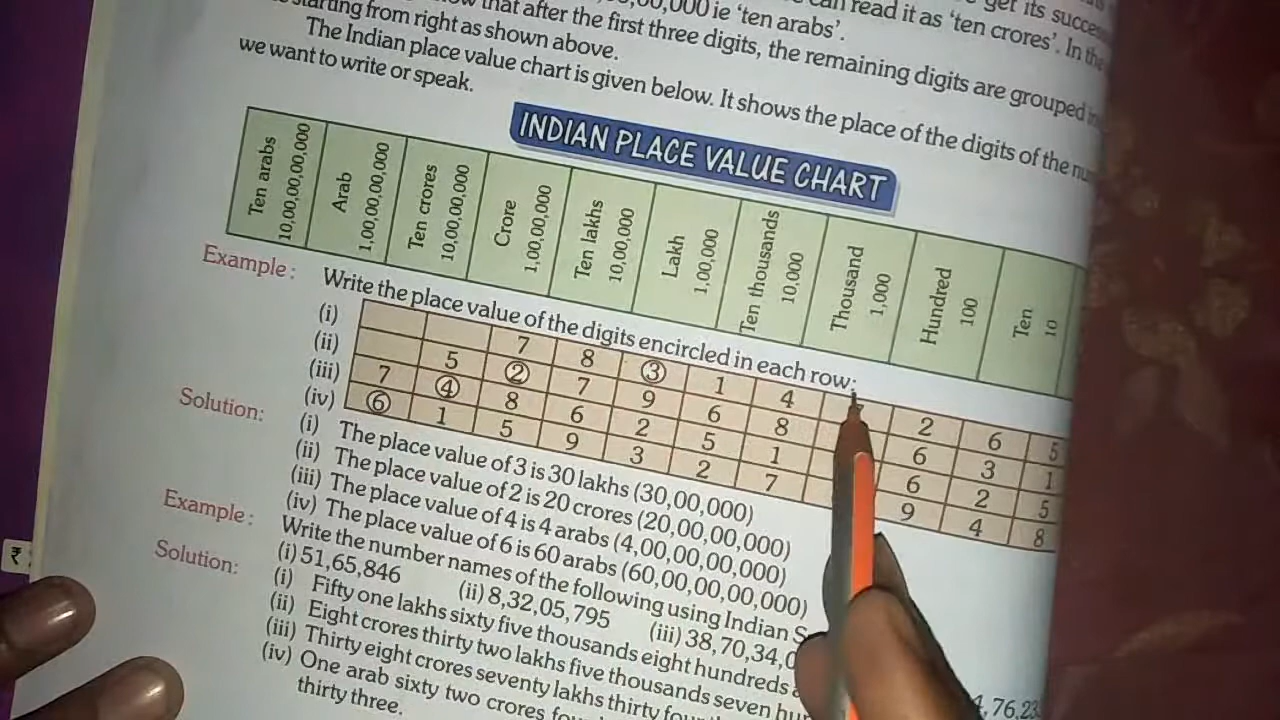 get its succes
00,000 ie 'ten arabs'. can read it as 'ten crores'. In the
that after the first three digits, the remaining digits are grouped
starting from right as shown above.
The Indian place value chart is given below. It shows the place of the digits of the
we want to write or speak.
INDIAN PLACE VALUE CHART
Ten arabs Arab Ten crores Crore Ten lakhs Lakh Ten thousands Thousand Hundred Ten
10,00,00,00,000 1,00,00,00,000 10,00,00,000 1,00,00,000 10,00,000 1,00,000 10,000 1,000 100 10
Example: Write the place value of the digits encircled in each row:
(i) 7 8 3 1 4 2 6 5
(ii) 5 2 7 9 6 8 6 3 1
(iii) 7 4 8 6 2 5 1 6 2 5
(iv) 6 1 5 9 3 2 7 9 4 8
Solution: (i) The place value of 3 is 30 lakhs (30,00,000)
(ii) The place value of 2 is 20 crores (20,00,00,000)
(iii) The place value of 4 is 4 arabs (4,00,00,00,000)
(iv) The place value of 6 is 60 arabs (60,00,00,00,000)
Example: Write the number names of the following using Indian S
(i) 51,65,846 (ii) 8,32,05,795 (iii) 38,70,34,0 4,76,23
Solution: (i) Fifty one lakhs sixty five thousands eight hundreds
(ii) Eight crores thirty two lakhs five thousands seven hun
(iii) Thirty eight crores seventy lakhs thirty four
(iv) One arab sixty two crores
thirty three.
₹